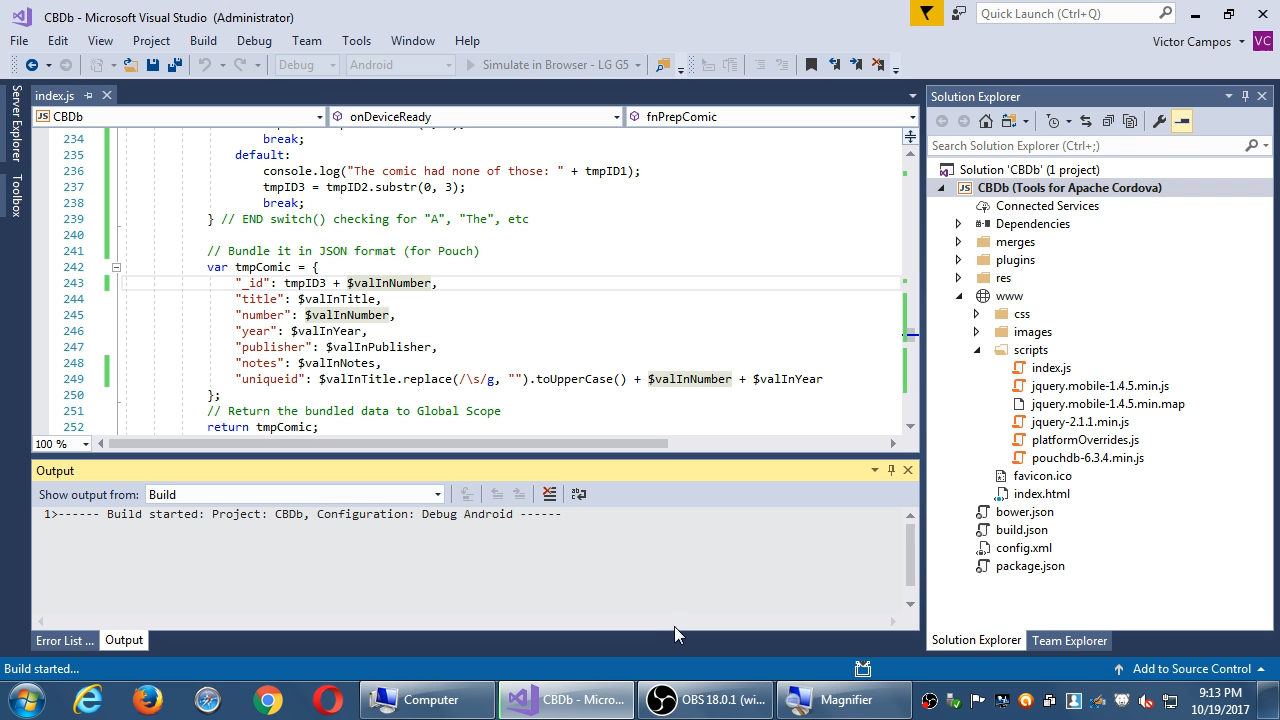 CBDb - Microsoft Visual Studio (Administrator)
Quick Launch (Ctrl+Q)
File Edit View Project Build Debug Team Tools Window Help
Victor Campos VC
Debug Android Simulate in Browser - LG G5
Server Explorer
Toolbox
index.js
JS CBDb onDeviceReady fnPrepComic
234 break;
235 default:
236 console.log("The comic had none of those: " + tmpID1);
237 tmpID3 = tmpID2.substr(0, 3);
238 break;
239 } // END switch() checking for "A", "The", etc
240
241 // Bundle it in JSON format (for Pouch)
242 var tmpComic = {
243 "_id": tmpID3 + $valInNumber,
244 "title": $valInTitle,
245 "number": $valInNumber,
246 "year": $valInYear,
247 "publisher": $valInPublisher,
248 "notes": $valInNotes,
249 "uniqueid": $valInTitle.replace(/\s/g, "").toUpperCase() + $valInNumber + $valInYear
250 };
251 // Return the bundled data to Global Scope
252 return tmpComic;
100 %
Output
Show output from: Build
1>------ Build started: Project: CBDb, Configuration: Debug Android ------
Error List ... Output
Solution Explorer
Search Solution Explorer (Ctrl+;)
Solution 'CBDb' (1 project)
JS CBDb (Tools for Apache Cordova)
Connected Services
Dependencies
merges
plugins
res
www
css
images
scripts
index.js
jquery.mobile-1.4.5.min.js
jquery.mobile-1.4.5.min.map
jquery-2.1.1.min.js
platformOverrides.js
pouchdb-6.3.4.min.js
favicon.ico
index.html
bower.json
build.json
config.xml
package.json
Solution Explorer Team Explorer
Build started...
Add to Source Control
Computer
CBDb - Micro...
OBS 18.0.1 (wi...
Magnifier
9:13 PM
10/19/2017